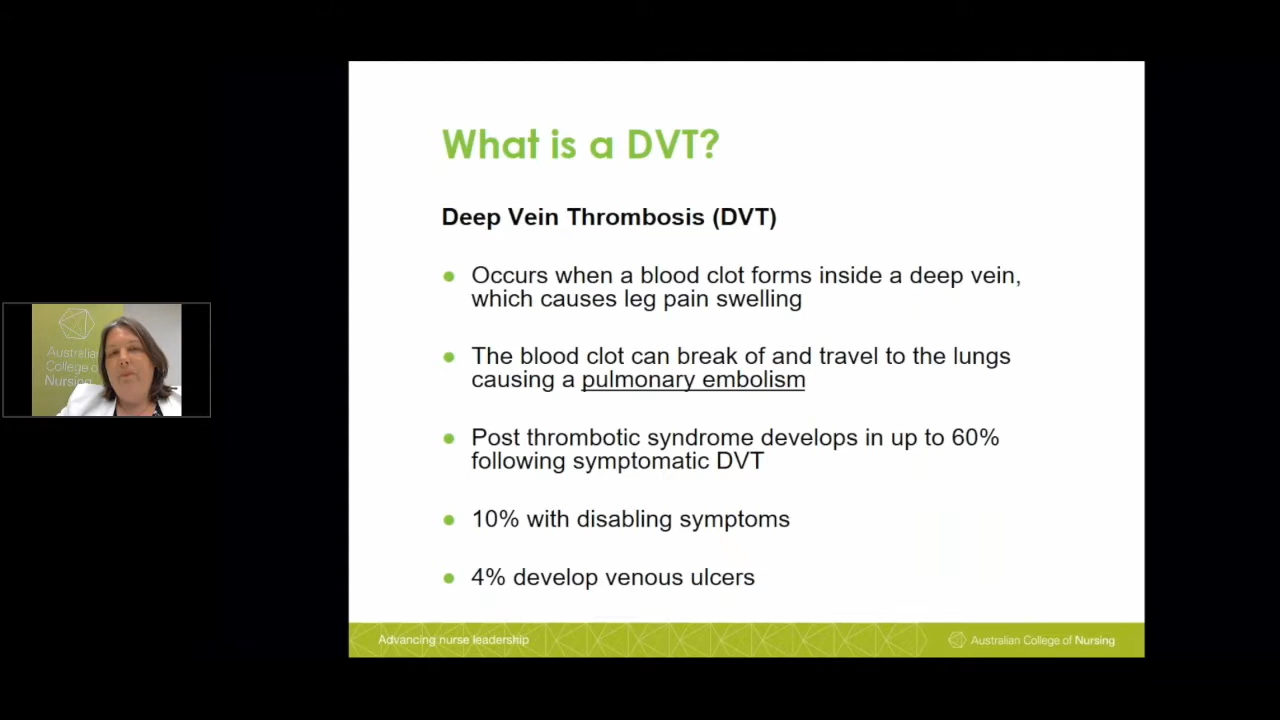 What is a DVT?
Deep Vein Thrombosis (DVT)
Occurs when a blood clot forms inside a deep vein,
which causes leg pain swelling
The blood clot can break of and travel to the lungs
causing a pulmonary embolism
Post thrombotic syndrome develops in up to 60%
following symptomatic DVT
10% with disabling symptoms
4% develop venous ulcers
Advancing nurse leadership
Australian College of Nursing
Australia
College o
Nursing